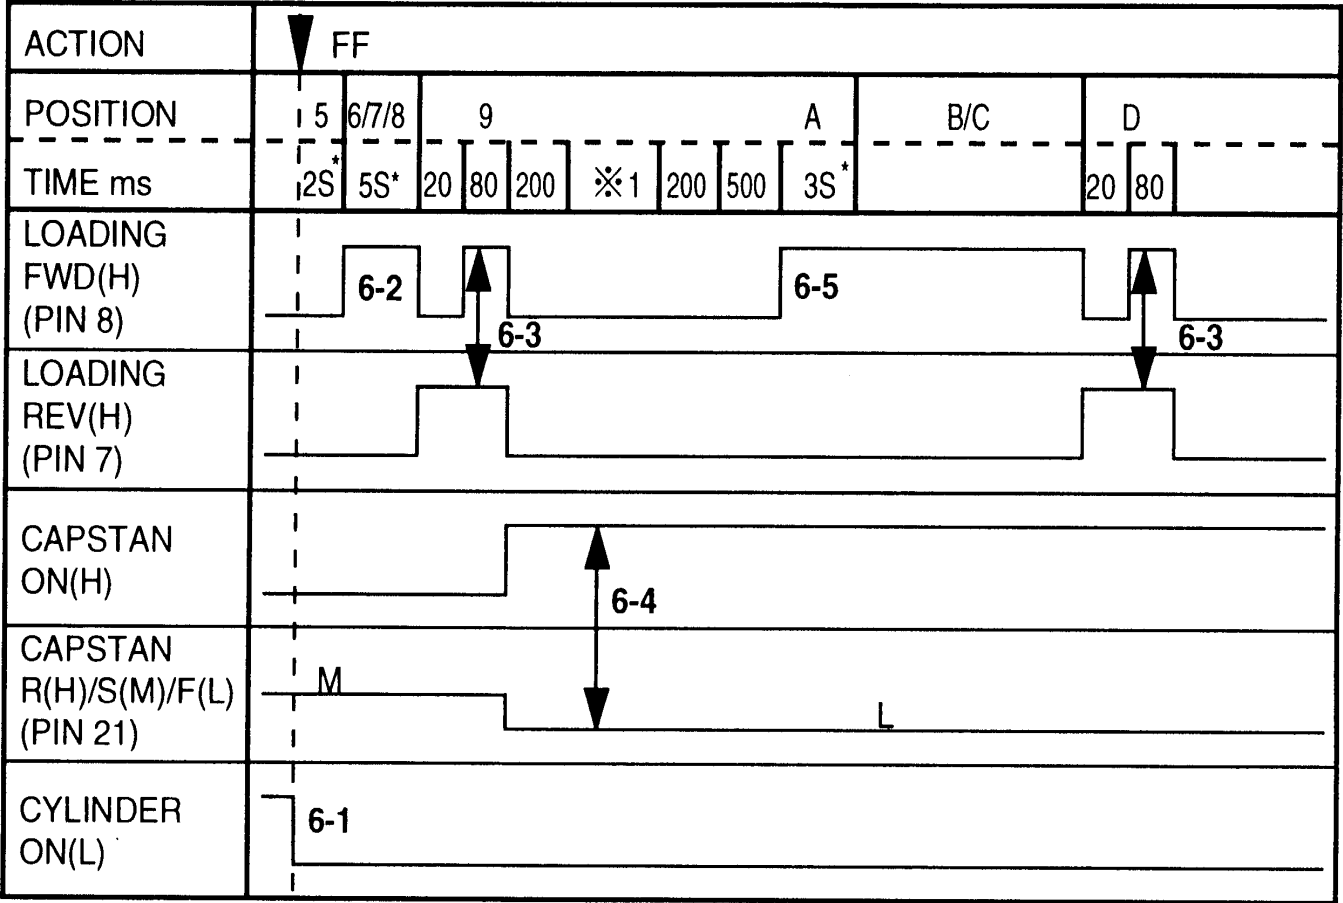 ACTION FF
POSITION 5 6/7/8 9 A B/C D
TIME ms 2S* 5S* 20 80 200 ※1 200 500 3S* 20 80
LOADING
FWD(H)
(PIN 8)
6-2
6-3
6-5
6-3
LOADING
REV(H)
(PIN 7)
CAPSTAN
ON(H)
6-4
CAPSTAN
R(H)/S(M)/F(L)
(PIN 21)
M
L
CYLINDER
ON(L)
6-1